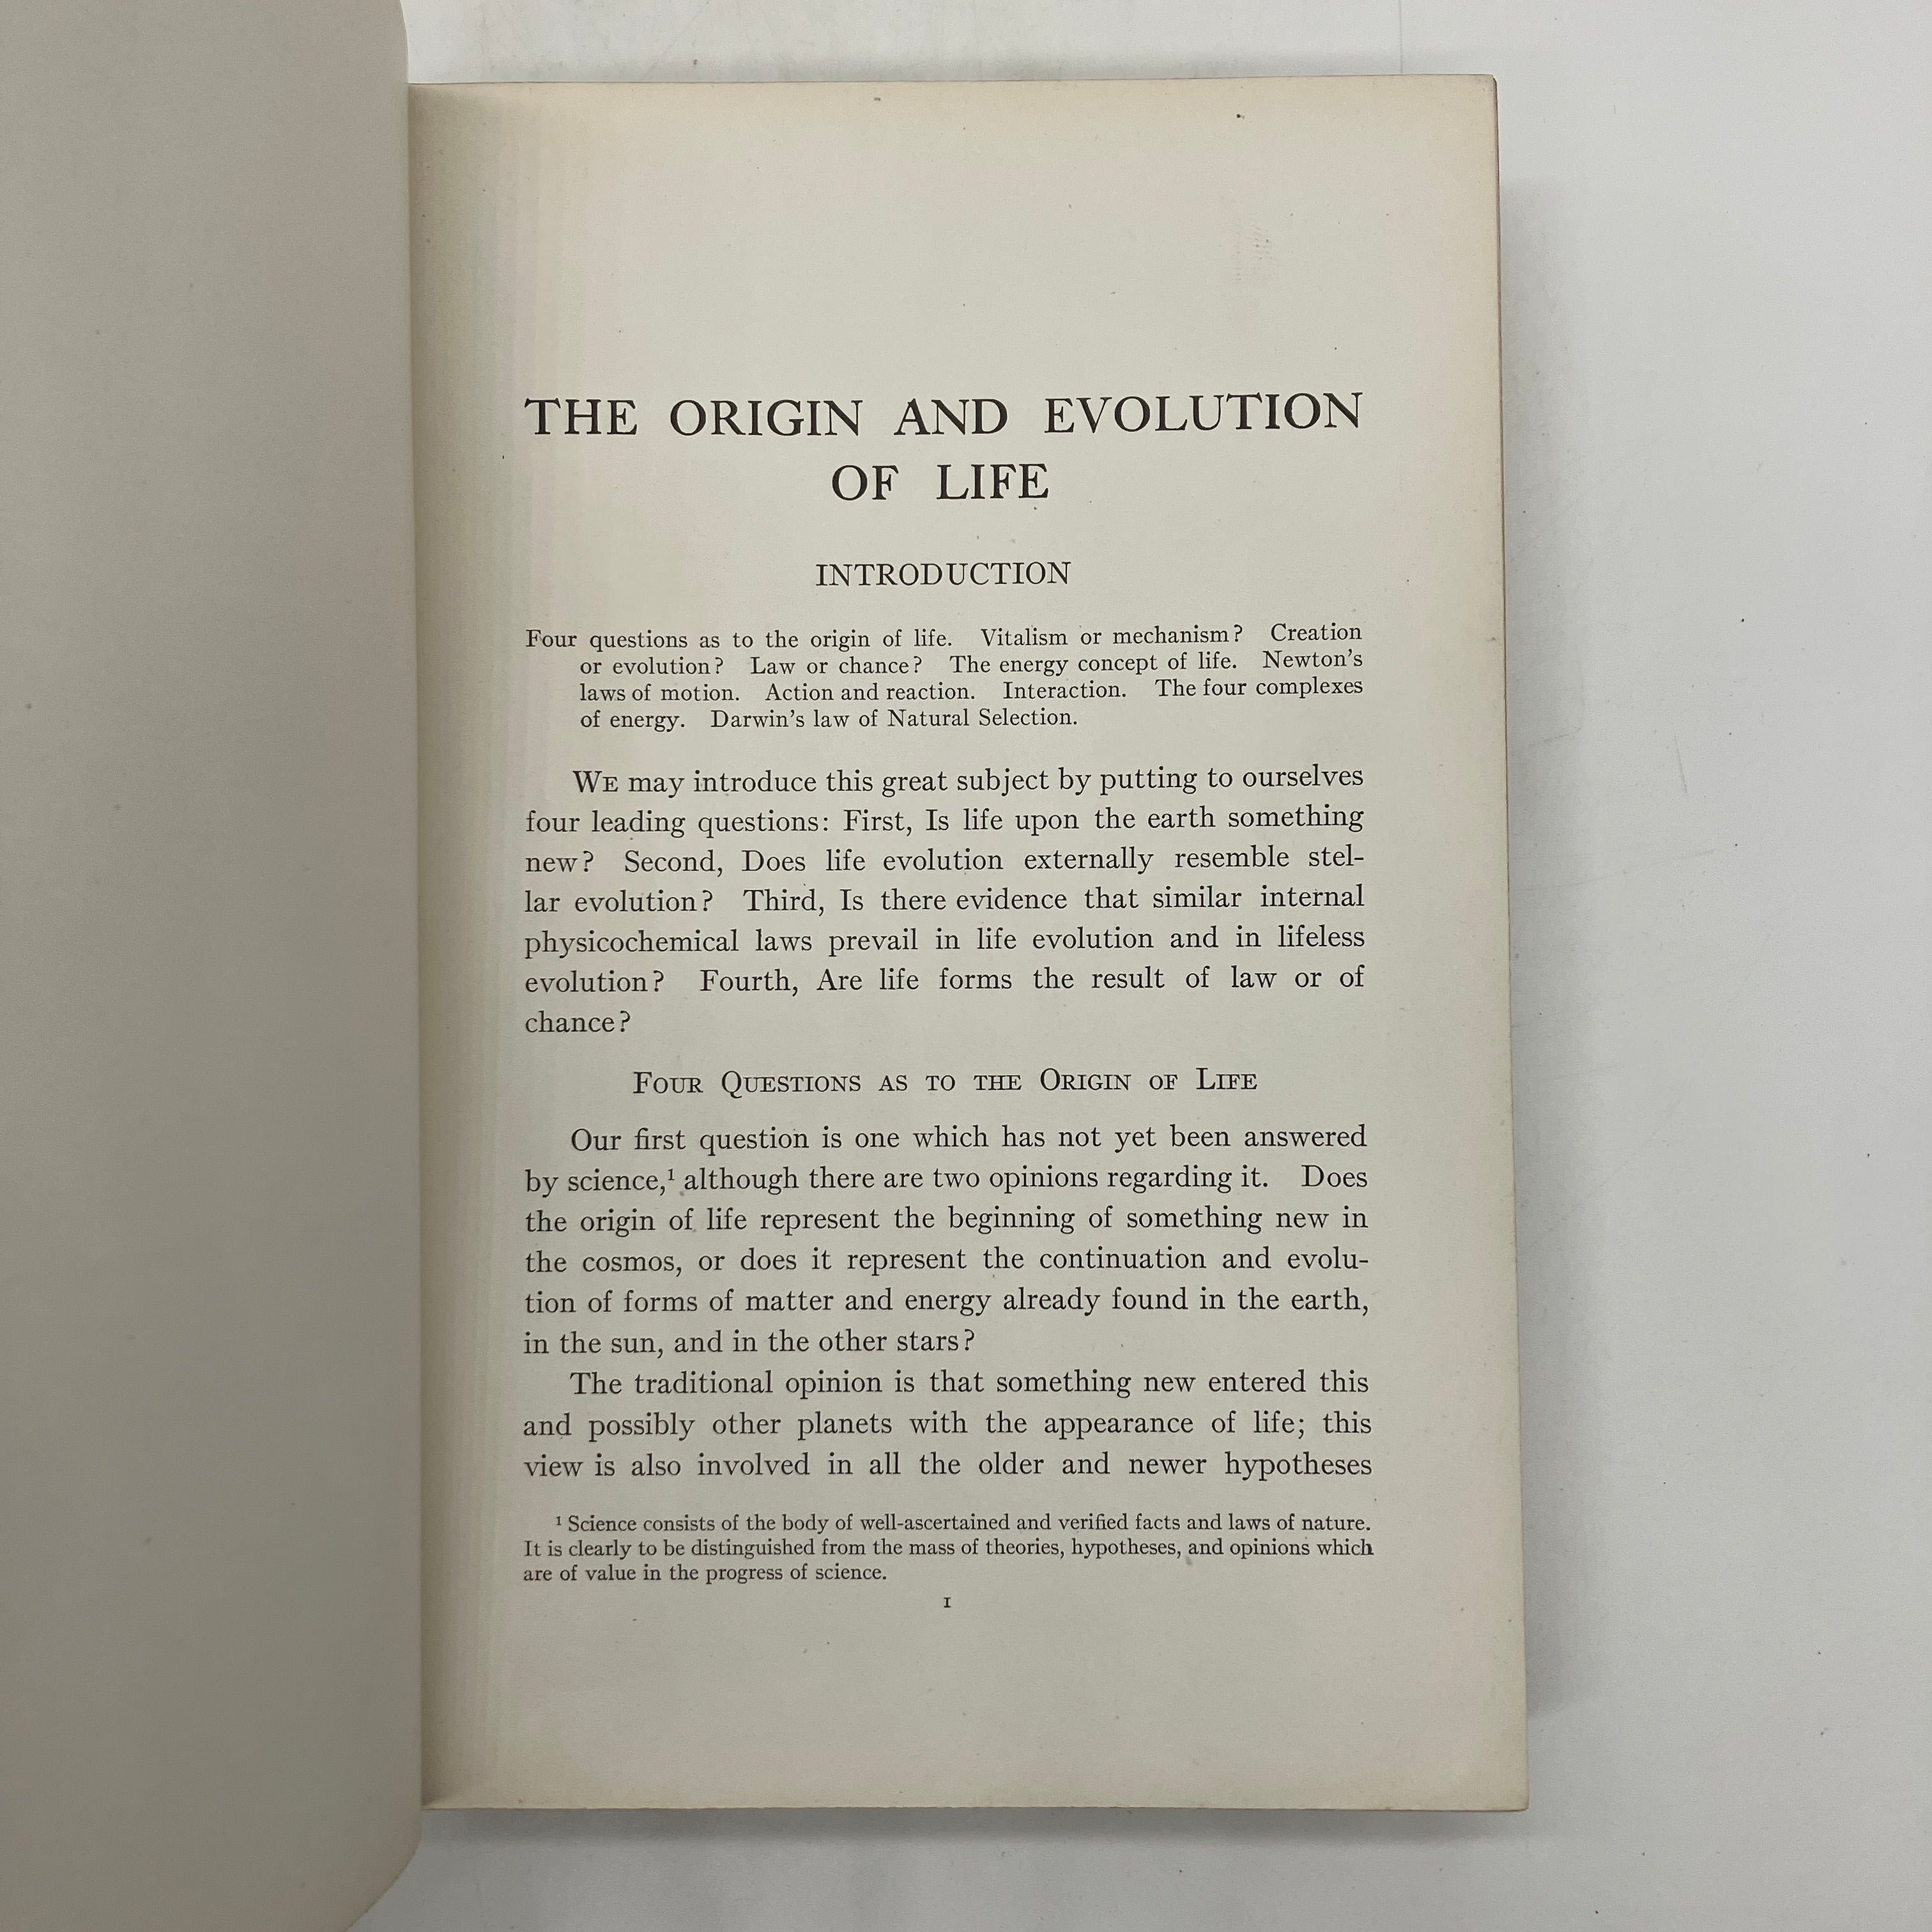 THE ORIGIN AND EVOLUTION
OF LIFE
INTRODUCTION
Four questions as to the origin of life. Vitalism or mechanism? Creation
or evolution? Law or chance? The energy concept of life. Newton's
laws of motion. Action and reaction. Interaction. The four complexes
of energy. Darwin's law of Natural Selection.
WE may introduce this great subject by putting to ourselves
four leading questions: First, Is life upon the earth something
new? Second, Does life evolution externally resemble stel-
lar evolution? Third, Is there evidence that similar internal
physicochemical laws prevail in life evolution and in lifeless
evolution? Fourth, Are life forms the result of law or of
chance?
FOUR QUESTIONS AS TO THE ORIGIN OF LIFE
Our first question is one which has not yet been answered
by science,¹ although there are two opinions regarding it. Does
the origin of life represent the beginning of something new in
the cosmos, or does it represent the continuation and evolu-
tion of forms of matter and energy already found in the earth,
in the sun, and in the other stars?
The traditional opinion is that something new entered this
and possibly other planets with the appearance of life; this
view is also involved in all the older and newer hypotheses
¹ Science consists of the body of well-ascertained and verified facts and laws of nature.
It is clearly to be distinguished from the mass of theories, hypotheses, and opinions which
are of value in the progress of science.
1